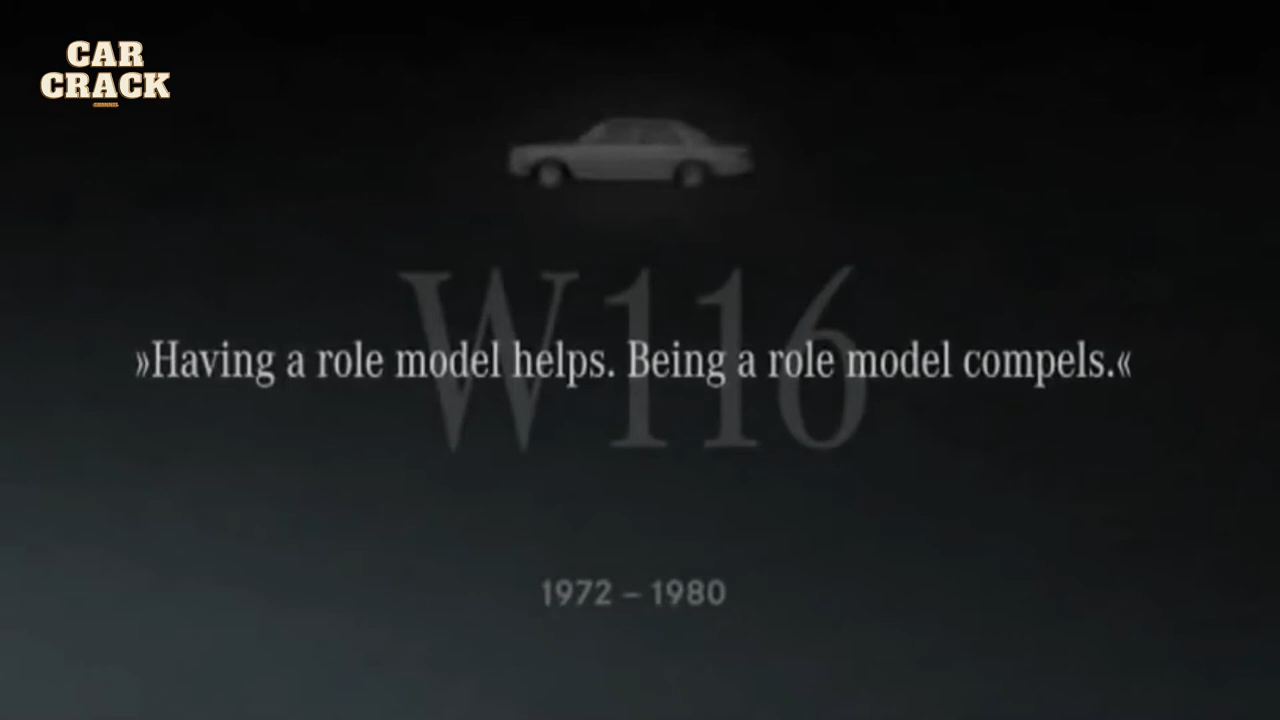 CAR
CRACK
W116
»Having a role model helps. Being a role model compels.«
1972 – 1980